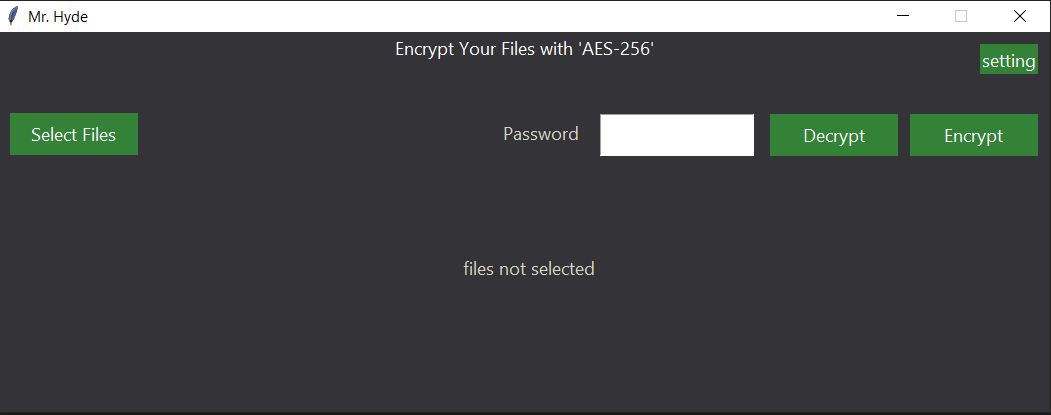 Mr. Hyde
Encrypt Your Files with 'AES-256'
setting
Select Files
Password
Decrypt
Encrypt
files not selected